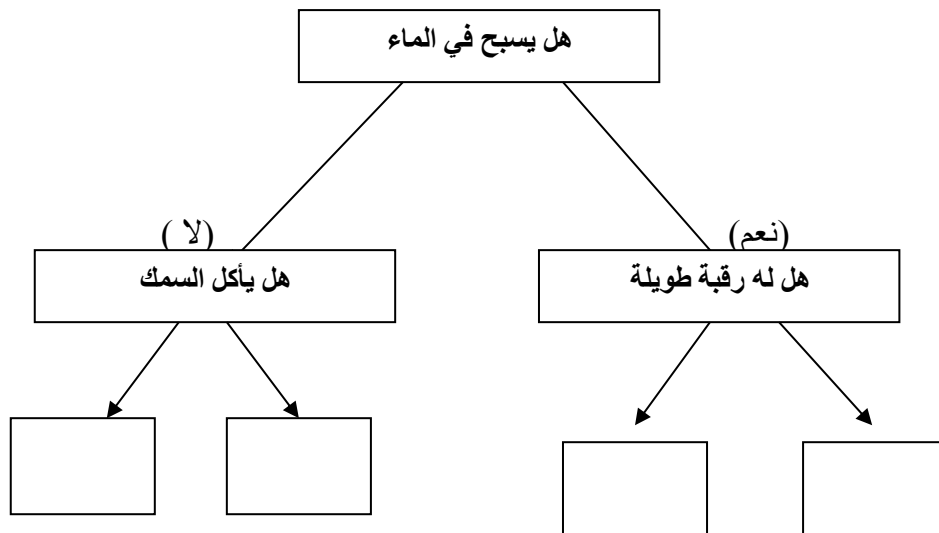 هل يسبح في الماء
(نعم)
(لا )
هل له رقبة طويلة
هل يأكل السمك